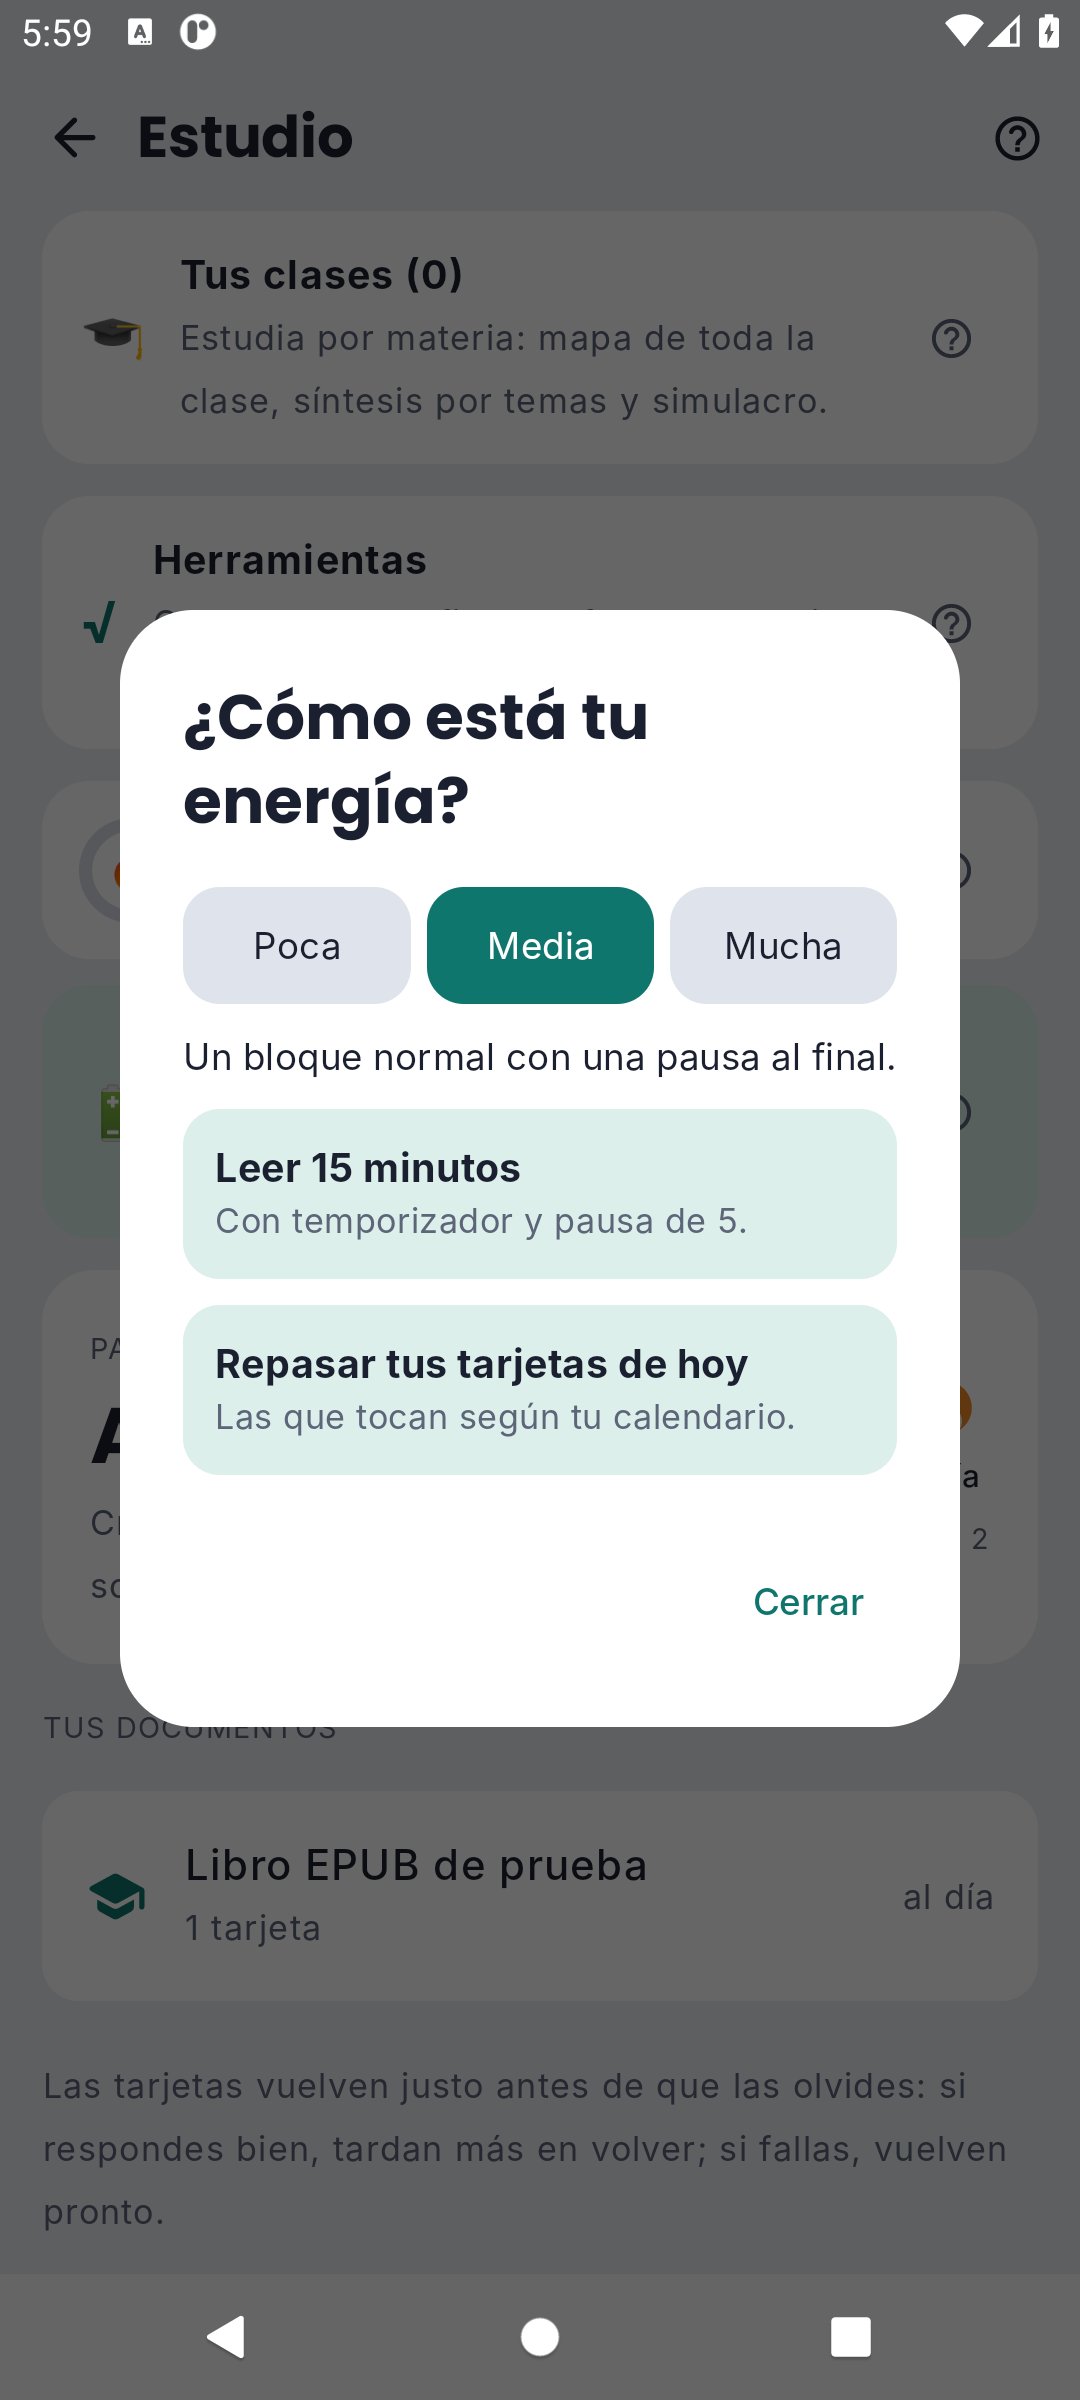 5:59
Estudio
Tus clases (0)
Estudia por materia: mapa de toda la
clase, síntesis por temas y simulacro.
Herramientas
¿Cómo está tu
energía?
Poca
Media
Mucha
Un bloque normal con una pausa al final.
Leer 15 minutos
Con temporizador y pausa de 5.
Repasar tus tarjetas de hoy
Las que tocan según tu calendario.
2
Cerrar
TUS DOCUMENTOS
Libro EPUB de prueba
1 tarjeta
al día
Las tarjetas vuelven justo antes de que las olvides: si
respondes bien, tardan más en volver; si fallas, vuelven
pronto.